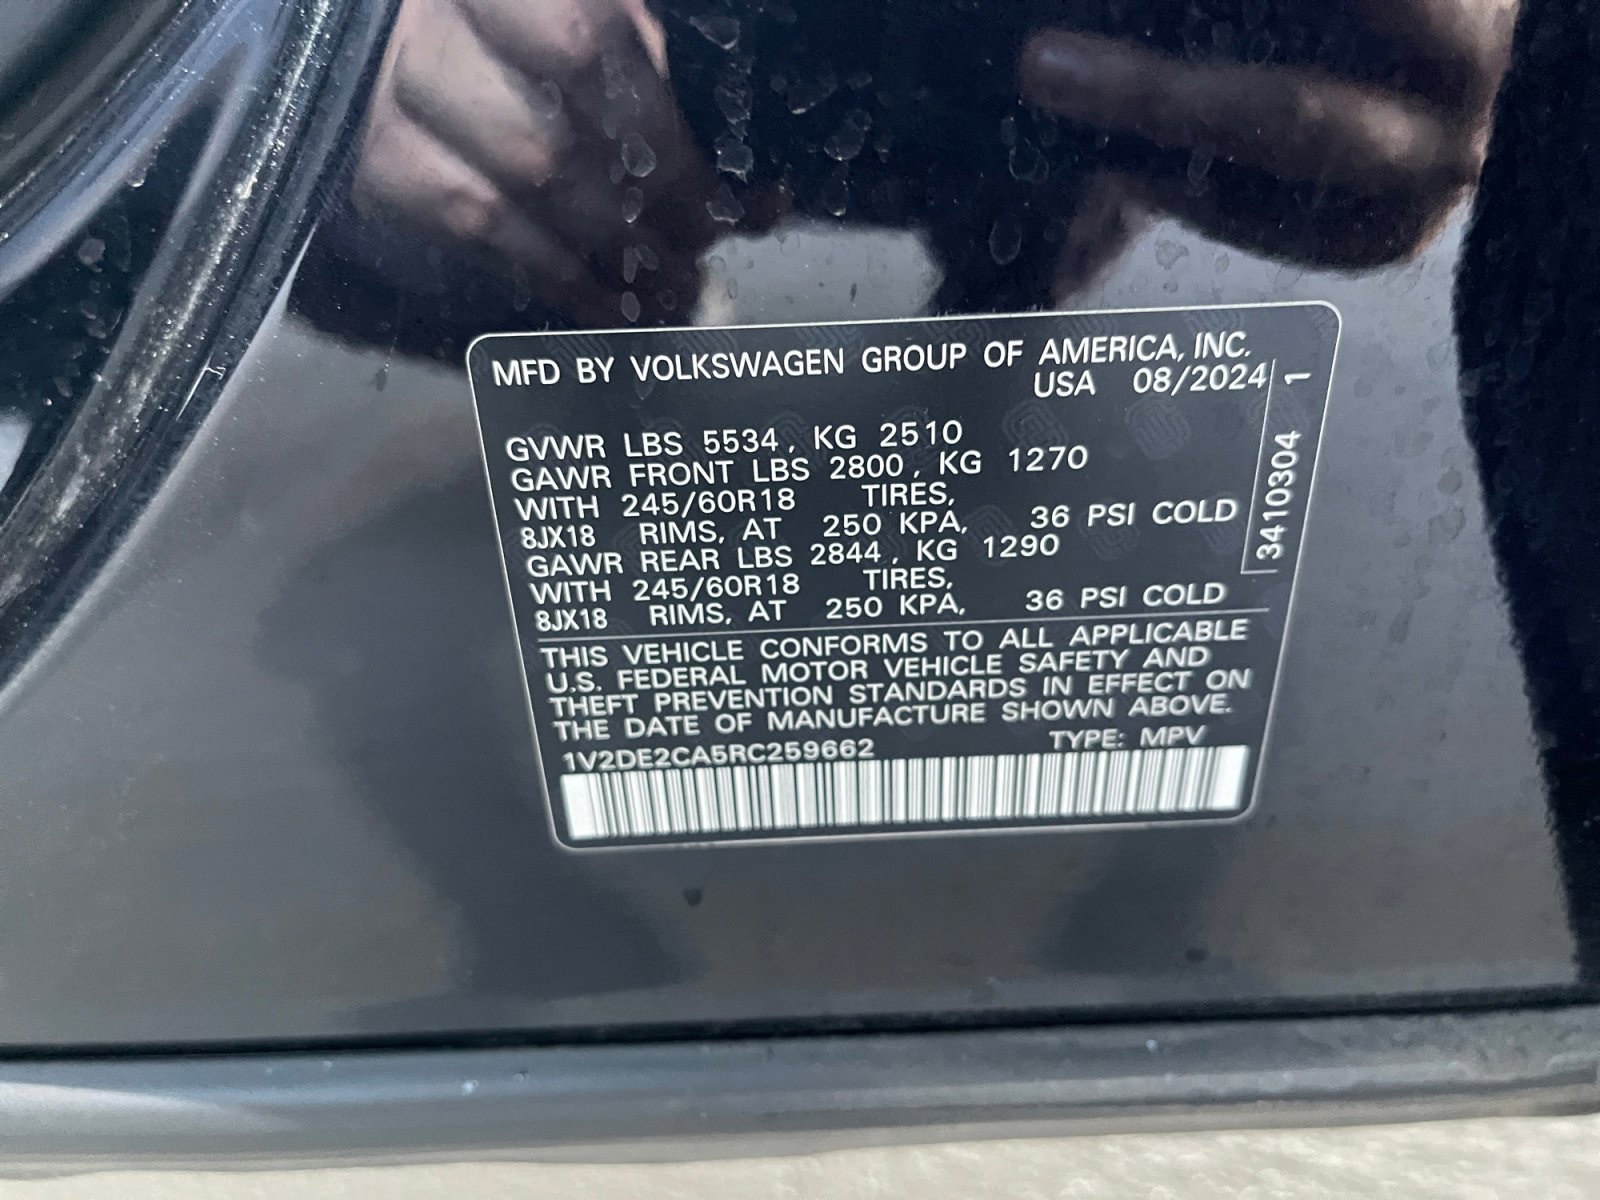 MFD BY VOLKSWAGEN GROUP OF AMERICA, INC.
USA 08/2024
GVWR LBS 5534, KG 2510
GAWR FRONT LBS 2800, KG 1270
WITH 245/60R18 TIRES,
8JX18 RIMS, AT 250 KPA, 36 PSI COLD
GAWR REAR LBS 2844, KG 1290
WITH 245/60R18 TIRES,
8JX18 RIMS, AT 250 KPA, 36 PSI COLD
THIS VEHICLE CONFORMS TO ALL APPLICABLE
U.S. FEDERAL MOTOR VEHICLE SAFETY AND
THEFT PREVENTION STANDARDS IN EFFECT ON
THE DATE OF MANUFACTURE SHOWN ABOVE.
1V2DE2CA5RC259662 TYPE: MPV
3410304 1